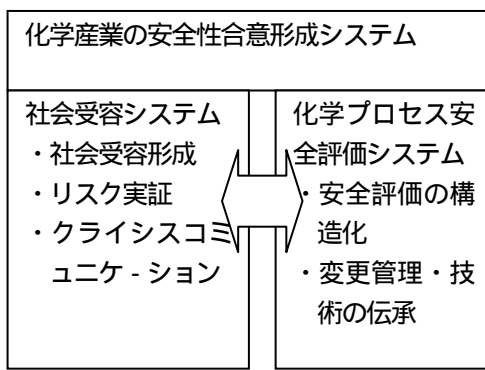 化学産業の安全性合意形成システム
社会受容システム
・社会受容形成
・リスク実証
・クライシスコミ
ュニケ-ション
化学プロセス安
全評価システム
・安全評価の構
造化
・変更管理・技
術の伝承